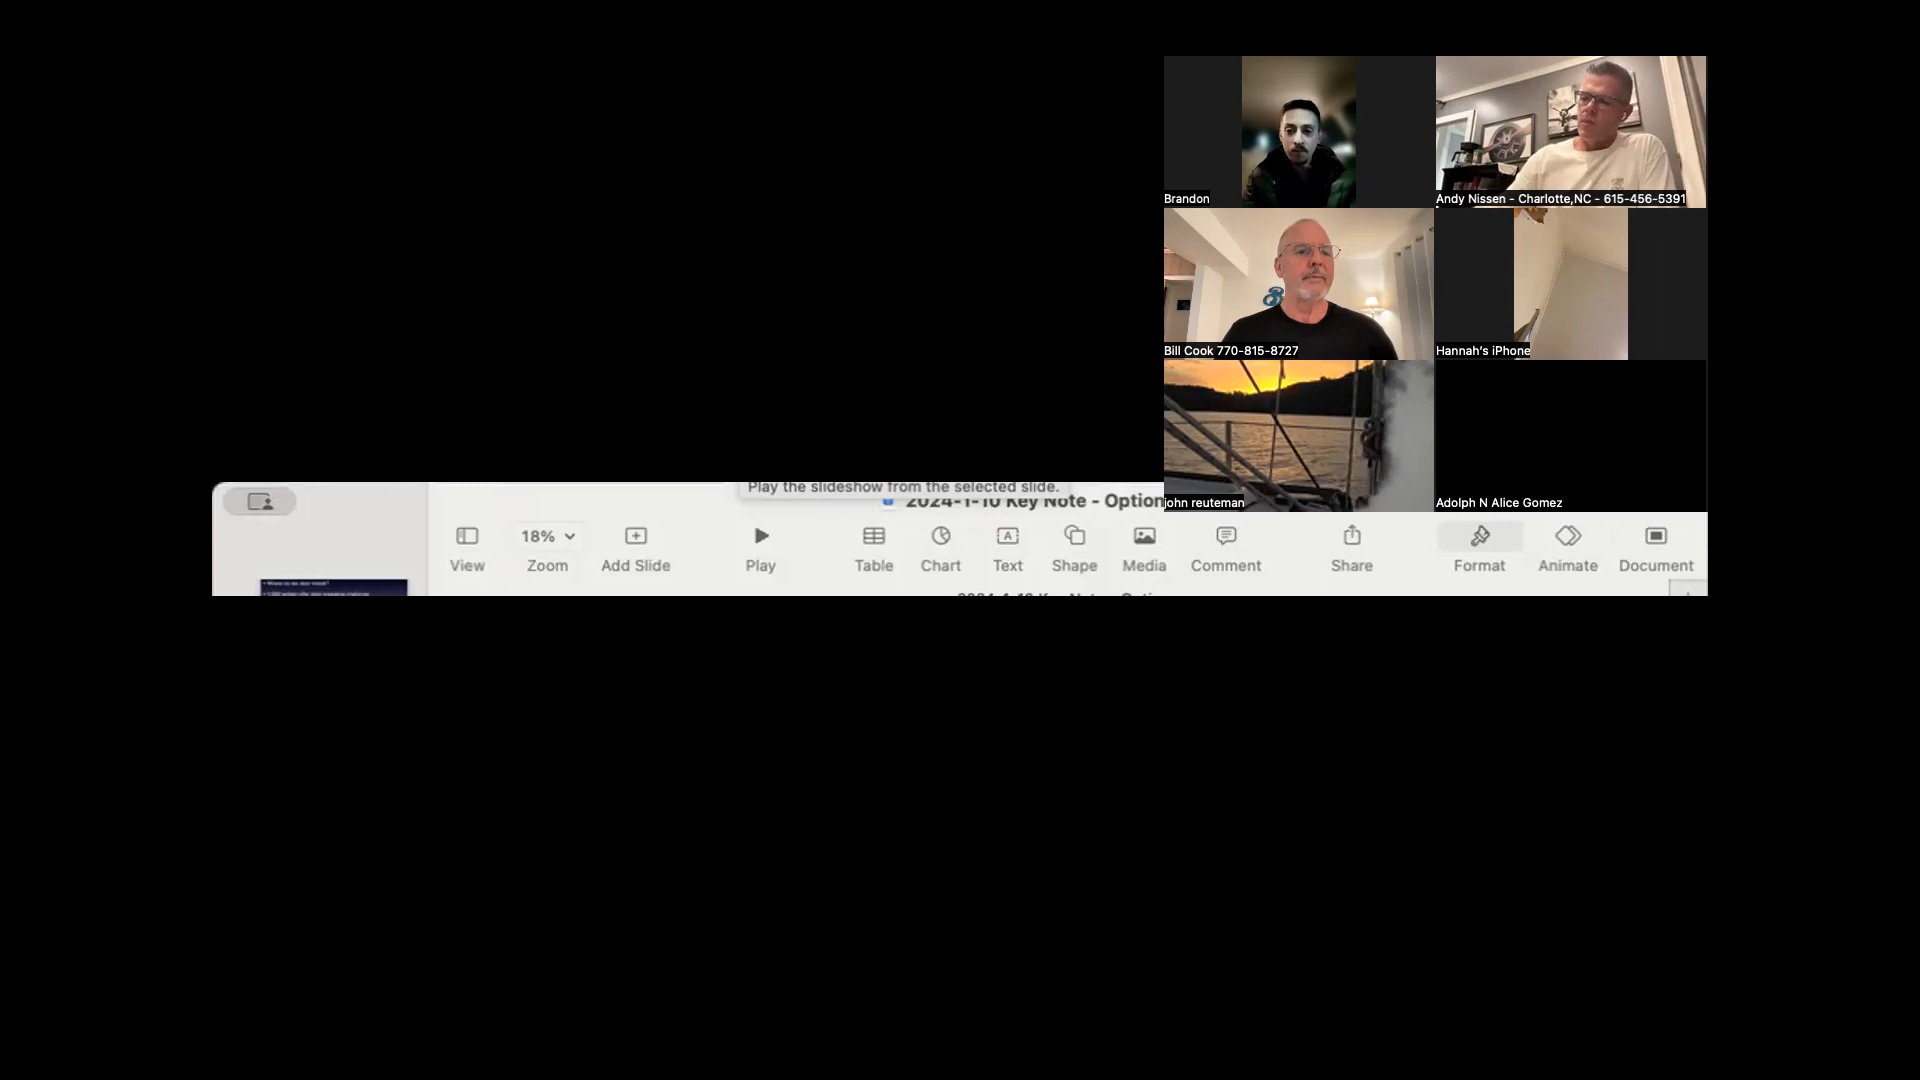 Brandon
Andy Nissen - Charlotte,NC - 615-456-5391
Bill Cook 770-815-8727
Hannah's iPhone
john reuteman
Adolph N Alice Gomez
Play the slideshow from the selected slide.
2024-1-10 Key Note - Option
18%
View
Zoom
Add Slide
Play
Table
Chart
Text
Shape
Media
Comment
Share
Format
Animate
Document